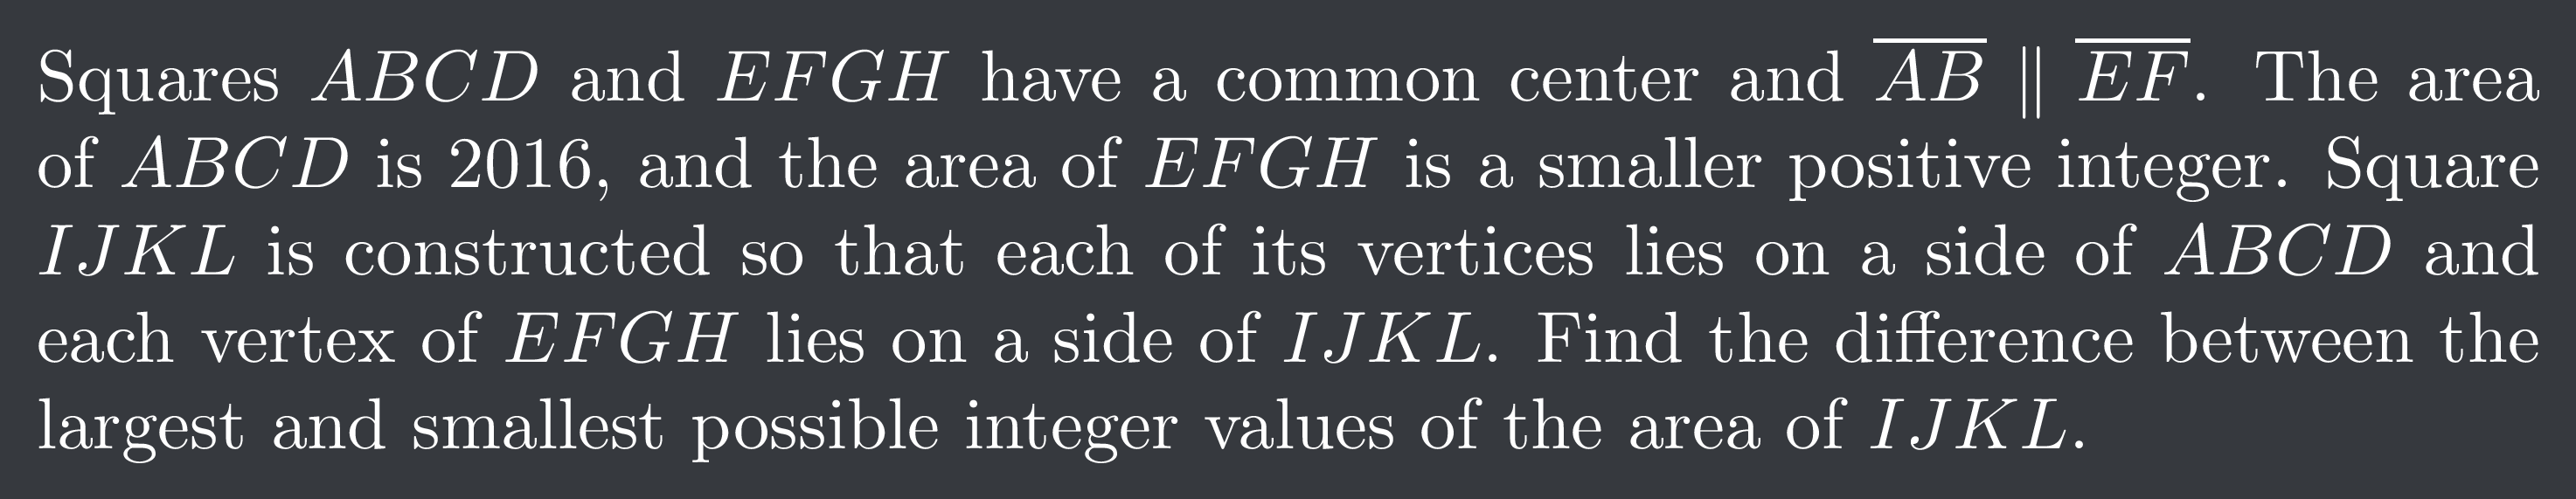 Squares $ABCD$ and $EFGH$ have a common center and $\overline{AB} \parallel \overline{EF}$. The area
of $ABCD$ is 2016, and the area of $EFGH$ is a smaller positive integer. Square
$IJKL$ is constructed so that each of its vertices lies on a side of $ABCD$ and
each vertex of $EFGH$ lies on a side of $IJKL$. Find the difference between the
largest and smallest possible integer values of the area of $IJKL$.